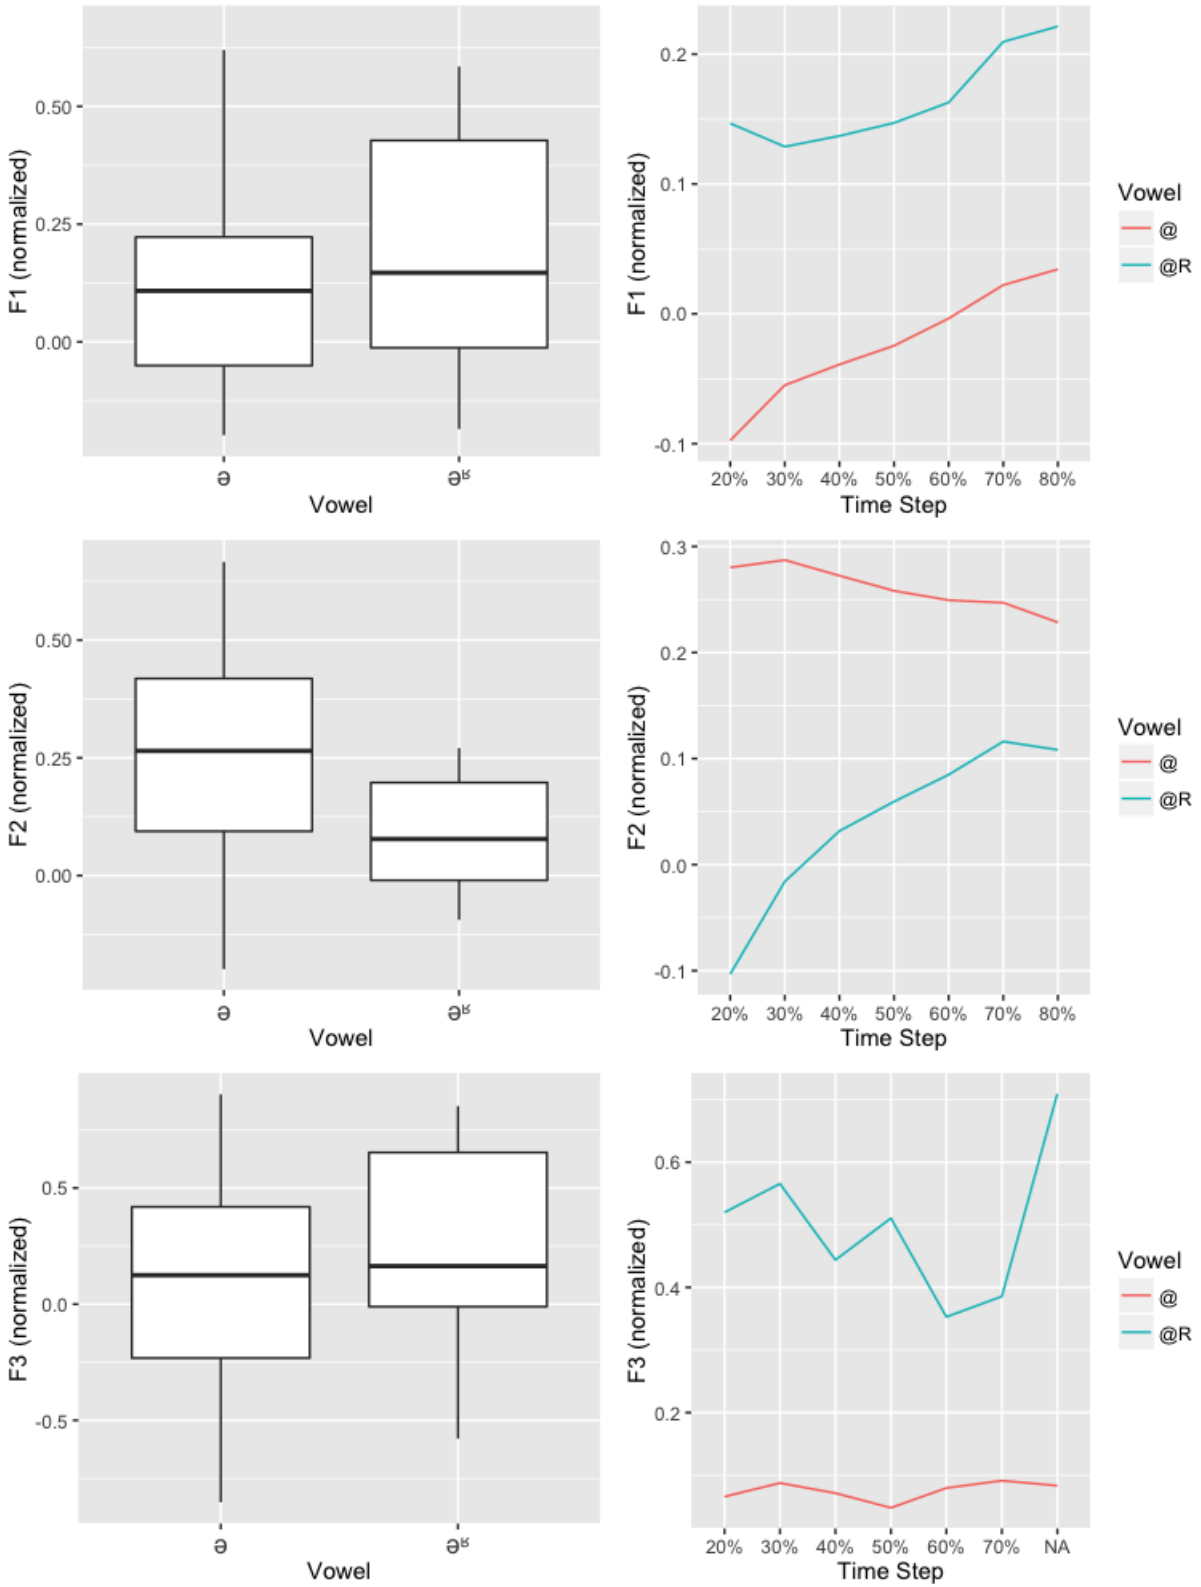 F1 (normalized)
0.50
0.25
0.00
ə
əʶ
Vowel
F1 (normalized)
0.2
0.1
0.0
-0.1
20% 30% 40% 50% 60% 70% 80%
Time Step
Vowel
@
@R
F2 (normalized)
0.50
0.25
0.00
ə
əʶ
Vowel
F2 (normalized)
0.3
0.2
0.1
0.0
-0.1
20% 30% 40% 50% 60% 70% 80%
Time Step
Vowel
@
@R
F3 (normalized)
0.5
0.0
-0.5
ə
əʶ
Vowel
F3 (normalized)
0.6
0.4
0.2
20% 30% 40% 50% 60% 70% NA
Time Step
Vowel
@
@R